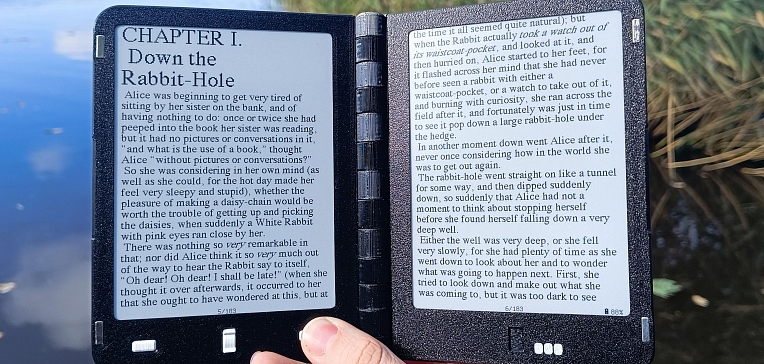 CHAPTER I.
Down the
Rabbit-Hole
Alice was beginning to get very tired of
sitting by her sister on the bank, and of
having nothing to do: once or twice she had
peeped into the book her sister was reading,
but it had no pictures or conversations in it,
"and what is the use of a book," thought
Alice "without pictures or conversations?"
So she was considering in her own mind (as
well as she could, for the hot day made her
feel very sleepy and stupid), whether the
pleasure of making a daisy-chain would be
worth the trouble of getting up and picking
the daisies, when suddenly a White Rabbit
with pink eyes ran close by her.
There was nothing so very remarkable in
that; nor did Alice think it so very much out
of the way to hear the Rabbit say to itself,
"Oh dear! Oh dear! I shall be late!" (when she
thought it over afterwards, it occurred to her
that she ought to have wondered at this, but at
5/183
the time it all seemed quite natural); but
when the Rabbit actually took a watch out of
its waistcoat-pocket, and looked at it, and
then hurried on, Alice started to her feet, for
it flashed across her mind that she had never
before seen a rabbit with either a
waistcoat-pocket, or a watch to take out of it,
and burning with curiosity, she ran across the
field after it, and fortunately was just in time
to see it pop down a large rabbit-hole under
the hedge.
In another moment down went Alice after it,
never once considering how in the world she
was to get out again.
The rabbit-hole went straight on like a tunnel
for some way, and then dipped suddenly
down, so suddenly that Alice had not a
moment to think about stopping herself
before she found herself falling down a very
deep well.
Either the well was very deep, or she fell
very slowly, for she had plenty of time as she
went down to look about her and to wonder
what was going to happen next. First, she
tried to look down and make out what she
was coming to, but it was too dark to see
6/183
88%